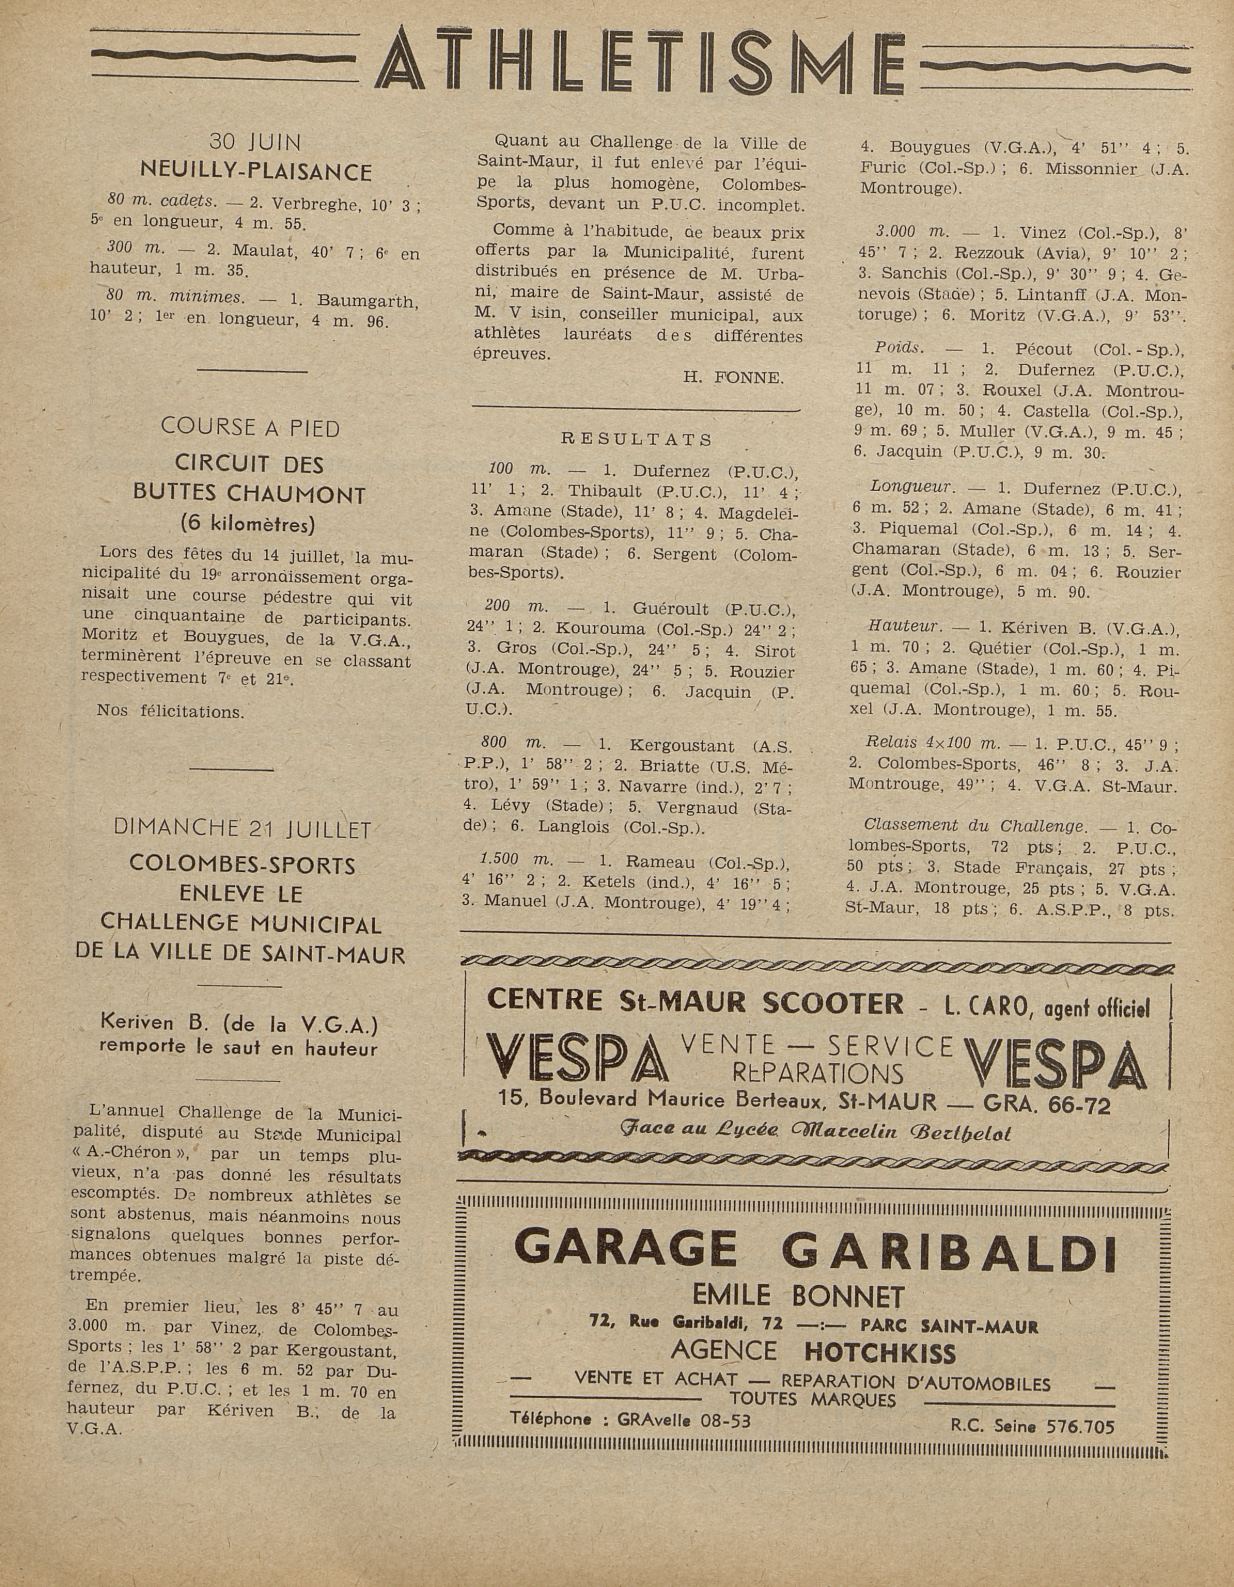 ATHLETISME
30 JUIN
NEUILLY-PLAISANCE
80 m. cadets. — 2. Verbreghe, 10' 3 ;
5e en longueur, 4 m. 55.
300 m. — 2. Maulat, 40' 7 ; 6e en
hauteur, 1 m. 35.
80 m. minimes. — 1. Baumgarth,
10' 2 ; 1er en longueur, 4 m. 96.
COURSE A PIED
CIRCUIT DES
BUTTES CHAUMONT
(6 kilomètres)
Lors des fêtes du 14 juillet, la mu-
nicipalité du 19e arrondissement orga-
nisait une course pédestre qui vit
une cinquantaine de participants.
Moritz et Bouygues, de la V.G.A.,
terminèrent l'épreuve en se classant
respectivement 7e et 21e.
Nos félicitations.
DIMANCHE 21 JUILLET
COLOMBES-SPORTS
ENLEVE LE
CHALLENGE MUNICIPAL
DE LA VILLE DE SAINT-MAUR
Keriven B. (de la V.G.A.)
remporte le saut en hauteur
L'annuel Challenge de la Munici-
palité, disputé au Stade Municipal
« A.-Chéron », par un temps plu-
vieux, n'a pas donné les résultats
escomptés. De nombreux athlètes se
sont abstenus, mais néanmoins nous
signalons quelques bonnes perfor-
mances obtenues malgré la piste dé-
trempée.
En premier lieu, les 8' 45'' 7 au
3.000 m. par Vinez, de Colombes-
Sports ; les 1' 58'' 2 par Kergoustant,
de l'A.S.P.P. ; les 6 m. 52 par Du-
fernez, du P.U.C. ; et les 1 m. 70 en
hauteur par Kériven B., de la
V.G.A.
Quant au Challenge de la Ville de
Saint-Maur, il fut enlevé par l'équi-
pe la plus homogène, Colombes-
Sports, devant un P.U.C. incomplet.
Comme à l'habitude, de beaux prix
offerts par la Municipalité, furent
distribués en présence de M. Urba-
ni, maire de Saint-Maur, assisté de
M. V isin, conseiller municipal, aux
athlètes lauréats des différentes
épreuves.
H. FONNE.
RESULTATS
100 m. — 1. Dufernez (P.U.C.),
11' 1 ; 2. Thibault (P.U.C.), 11' 4 ;
3. Amane (Stade), 11' 8 ; 4. Magdelei-
ne (Colombes-Sports), 11'' 9 ; 5. Cha-
maran (Stade) ; 6. Sergent (Colom-
bes-Sports).
200 m. — 1. Guéroult (P.U.C.),
24'' 1 ; 2. Kourouma (Col.-Sp.) 24'' 2 ;
3. Gros (Col.-Sp.), 24'' 5 ; 4. Sirot
(J.A. Montrouge), 24'' 5 ; 5. Rouzier
(J.A. Montrouge) ; 6. Jacquin (P.
U.C.).
800 m. — 1. Kergoustant (A.S.
P.P.), 1' 58'' 2 ; 2. Briatte (U.S. Mé-
tro), 1' 59'' 1 ; 3. Navarre (ind.), 2' 7 ;
4. Lévy (Stade) ; 5. Vergnaud (Sta-
de) ; 6. Langlois (Col.-Sp.).
1.500 m. — 1. Rameau (Col.-Sp.),
4' 16'' 2 ; 2. Ketels (ind.), 4' 16'' 5 ;
3. Manuel (J.A. Montrouge), 4' 19'' 4 ;
4. Bouygues (V.G.A.), 4' 51'' 4 ; 5.
Furic (Col.-Sp.) ; 6. Missonnier (J.A.
Montrouge).
3.000 m. — 1. Vinez (Col.-Sp.), 8'
45'' 7 ; 2. Rezzouk (Avia), 9' 10'' 2 ;
3. Sanchis (Col.-Sp.), 9' 30'' 9 ; 4. Ge-
nevois (Stade) ; 5. Lintanff (J.A. Mon-
toruge) ; 6. Moritz (V.G.A.), 9' 53''.
Poids. — 1. Pécout (Col.-Sp.),
11 m. 11 ; 2. Dufernez (P.U.C.),
11 m. 07 ; 3. Rouxel (J.A. Montrou-
ge), 10 m. 50 ; 4. Castella (Col.-Sp.),
9 m. 69 ; 5. Muller (V.G.A.), 9 m. 45 ;
6. Jacquin (P.U.C.), 9 m. 30.
Longueur. — 1. Dufernez (P.U.C.),
6 m. 52 ; 2. Amane (Stade), 6 m. 41 ;
3. Piquemal (Col.-Sp.), 6 m. 14 ; 4.
Chamaran (Stade), 6 m. 13 ; 5. Ser-
gent (Col.-Sp.), 6 m. 04 ; 6. Rouzier
(J.A. Montrouge), 5 m. 90.
Hauteur. — 1. Kériven B. (V.G.A.),
1 m. 70 ; 2. Quétier (Col.-Sp.), 1 m.
65 ; 3. Amane (Stade), 1 m. 60 ; 4. Pi-
quemal (Col.-Sp.), 1 m. 60 ; 5. Rou-
xel (J.A. Montrouge), 1 m. 55.
Relais 4×100 m. — 1. P.U.C., 45'' 9 ;
2. Colombes-Sports, 46'' 8 ; 3. J.A.
Montrouge, 49'' ; 4. V.G.A. St-Maur.
Classement du Challenge. — 1. Co-
lombes-Sports, 72 pts ; 2. P.U.C.,
50 pts ; 3. Stade Français, 27 pts ;
4. J.A. Montrouge, 25 pts ; 5. V.G.A.
St-Maur, 18 pts ; 6. A.S.P.P., 8 pts.
CENTRE St-MAUR SCOOTER - L. CARO, agent officiel
VESPA VENTE — SERVICE VESPA
REPARATIONS
15, Boulevard Maurice Berteaux, St-MAUR — GRA. 66-72
Face au Lycée Marcelin Berthelot
GARAGE GARIBALDI
EMILE BONNET
72, Rue Garibaldi, 72 —:— PARC SAINT-MAUR
AGENCE HOTCHKISS
— VENTE ET ACHAT — REPARATION D'AUTOMOBILES —
TOUTES MARQUES
Téléphone : GRAvelle 08-53 R.C. Seine 576.705